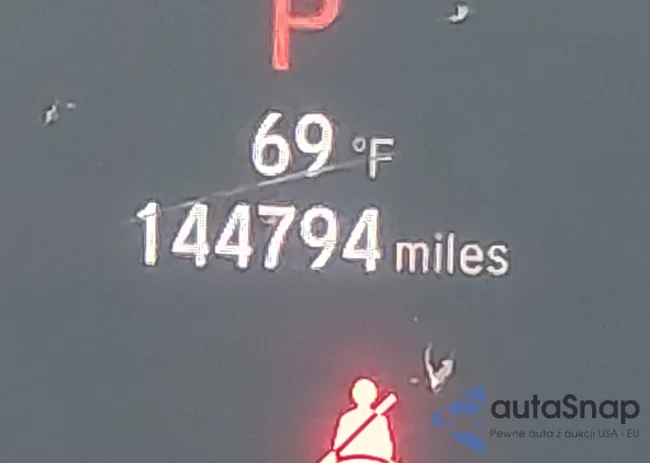 P
69 °F
144794 miles
autaSnap
Pewne auta z aukcji USA i EU